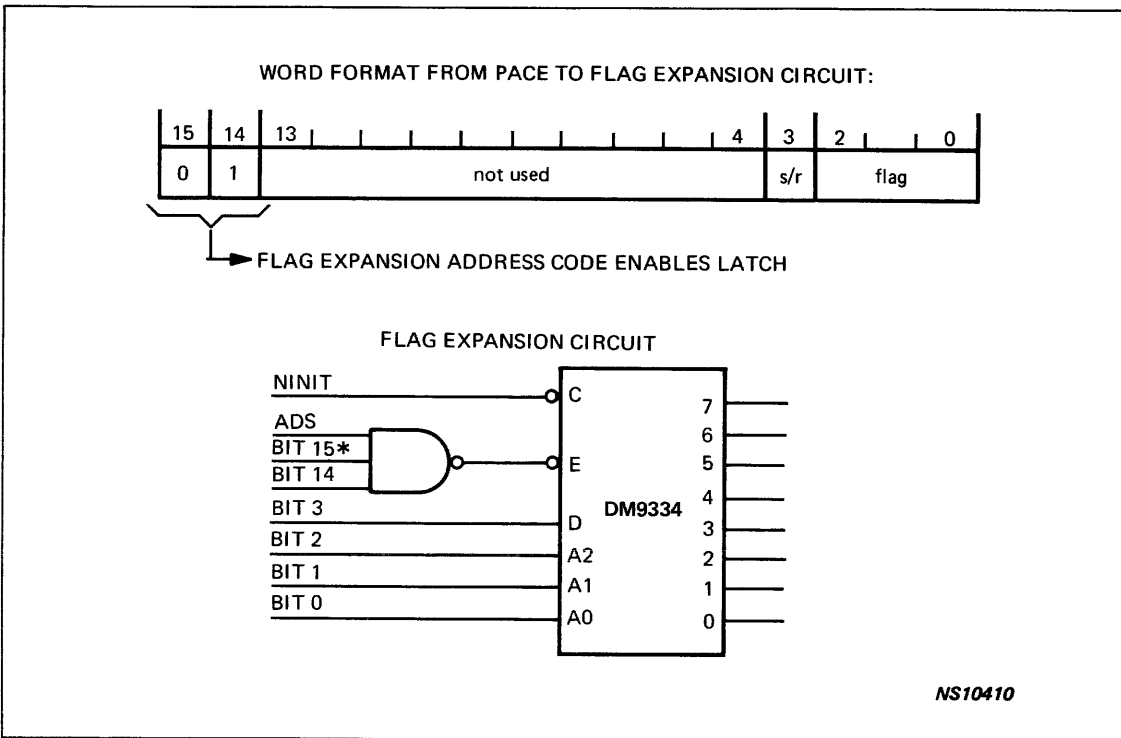 WORD FORMAT FROM PACE TO FLAG EXPANSION CIRCUIT:
15 14 13 4 3 2 0
0 1 not used s/r flag
FLAG EXPANSION ADDRESS CODE ENABLES LATCH
FLAG EXPANSION CIRCUIT
NINIT
C
7
ADS
6
BIT 15*
E
5
BIT 14
4
DM9334
BIT 3
D
3
BIT 2
A2
2
BIT 1
A1
1
BIT 0
A0
0
NS10410